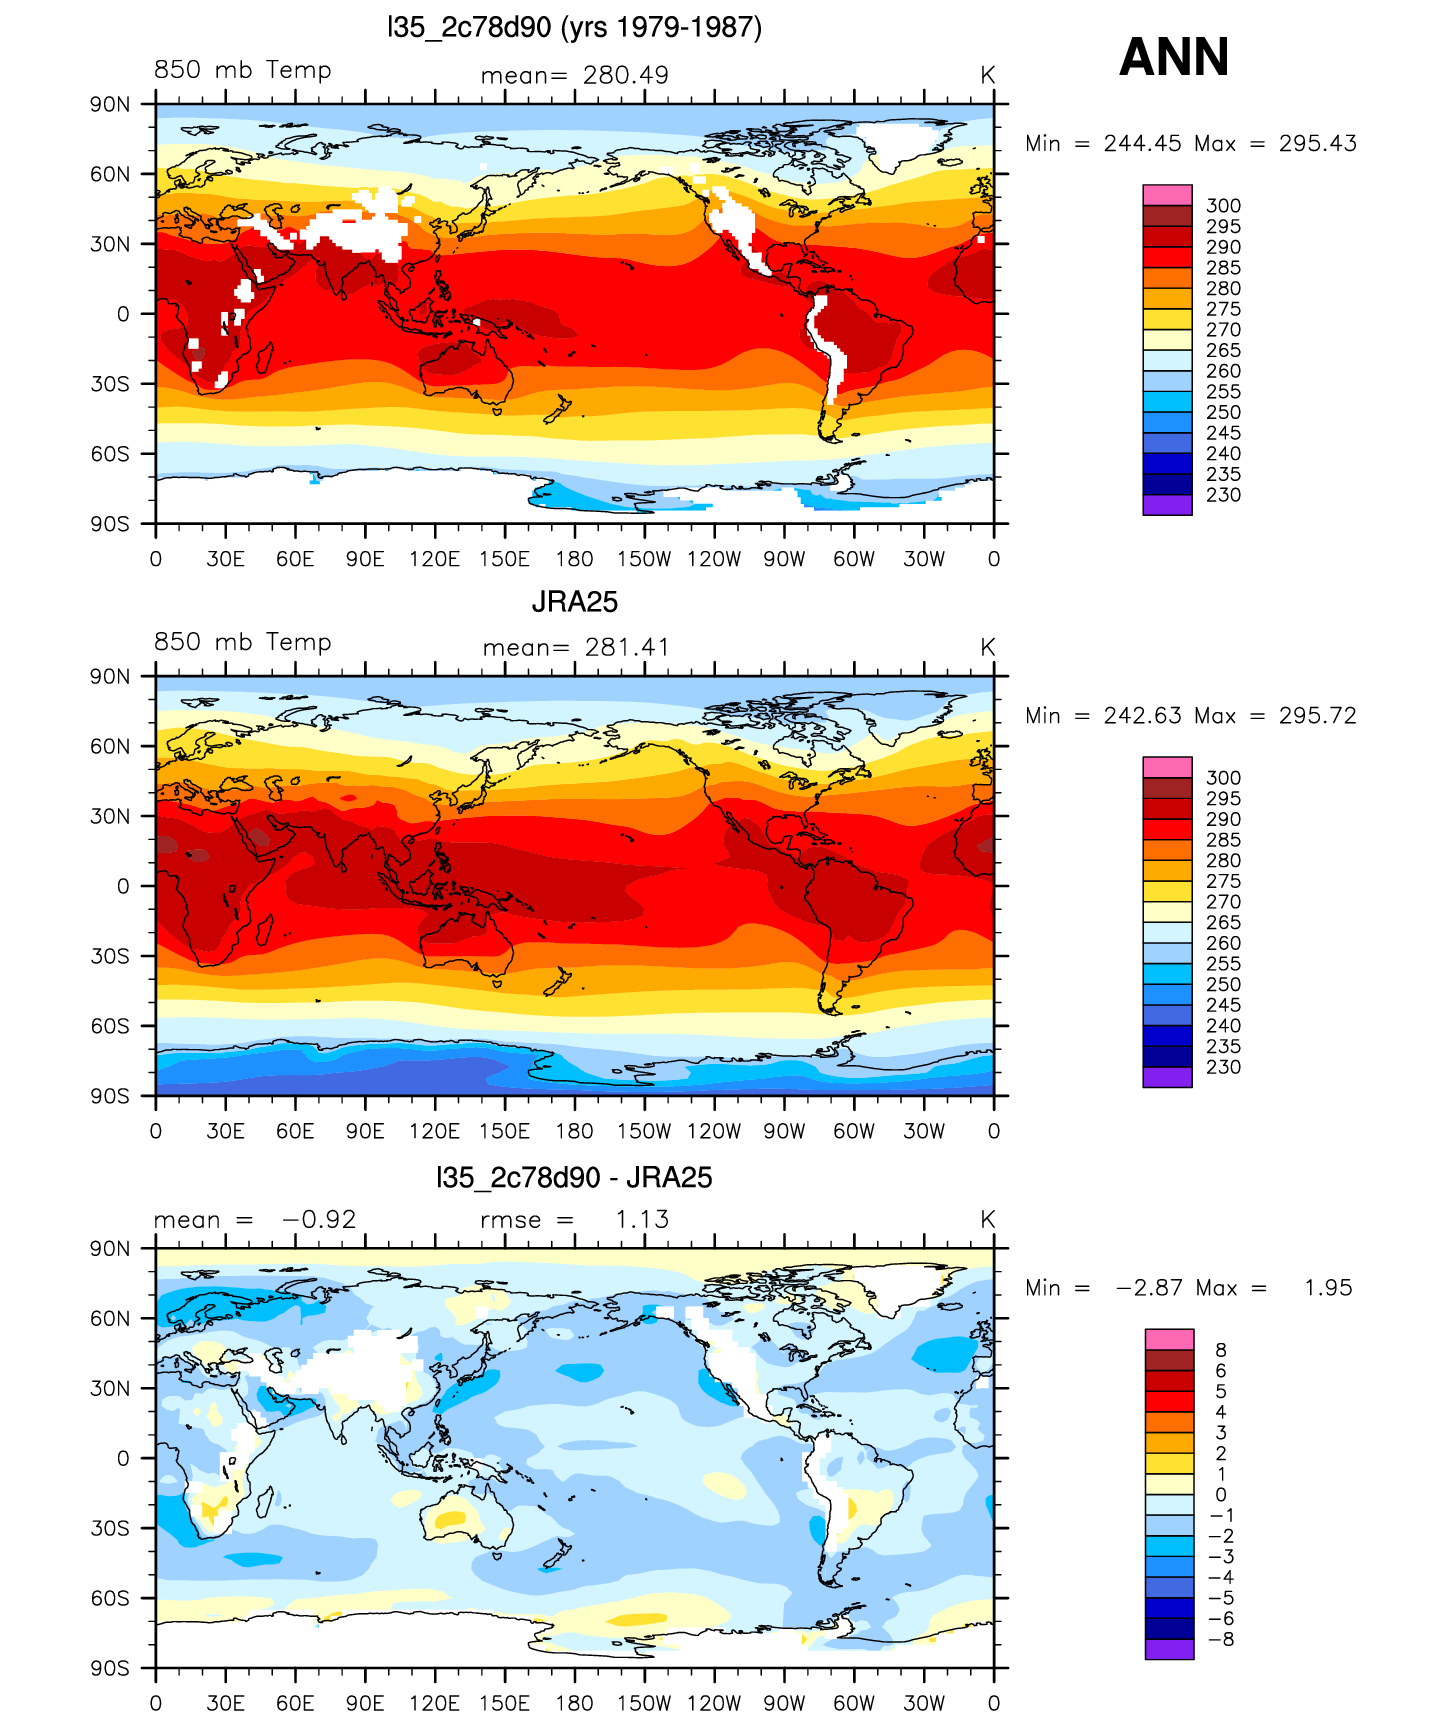 l35_2c78d90 (yrs 1979-1987)
ANN
850 mb Temp mean= 280.49 K
Min = 244.45 Max = 295.43
90N
60N
30N
0
30S
60S
90S
0 30E 60E 90E 120E 150E 180 150W 120W 90W 60W 30W 0
300
295
290
285
280
275
270
265
260
255
250
245
240
235
230
JRA25
850 mb Temp mean= 281.41 K
Min = 242.63 Max = 295.72
90N
60N
30N
0
30S
60S
90S
0 30E 60E 90E 120E 150E 180 150W 120W 90W 60W 30W 0
300
295
290
285
280
275
270
265
260
255
250
245
240
235
230
l35_2c78d90 - JRA25
mean = −0.92 rmse = 1.13 K
Min = −2.87 Max = 1.95
90N
60N
30N
0
30S
60S
90S
0 30E 60E 90E 120E 150E 180 150W 120W 90W 60W 30W 0
8
6
5
4
3
2
1
0
−1
−2
−3
−4
−5
−6
−8